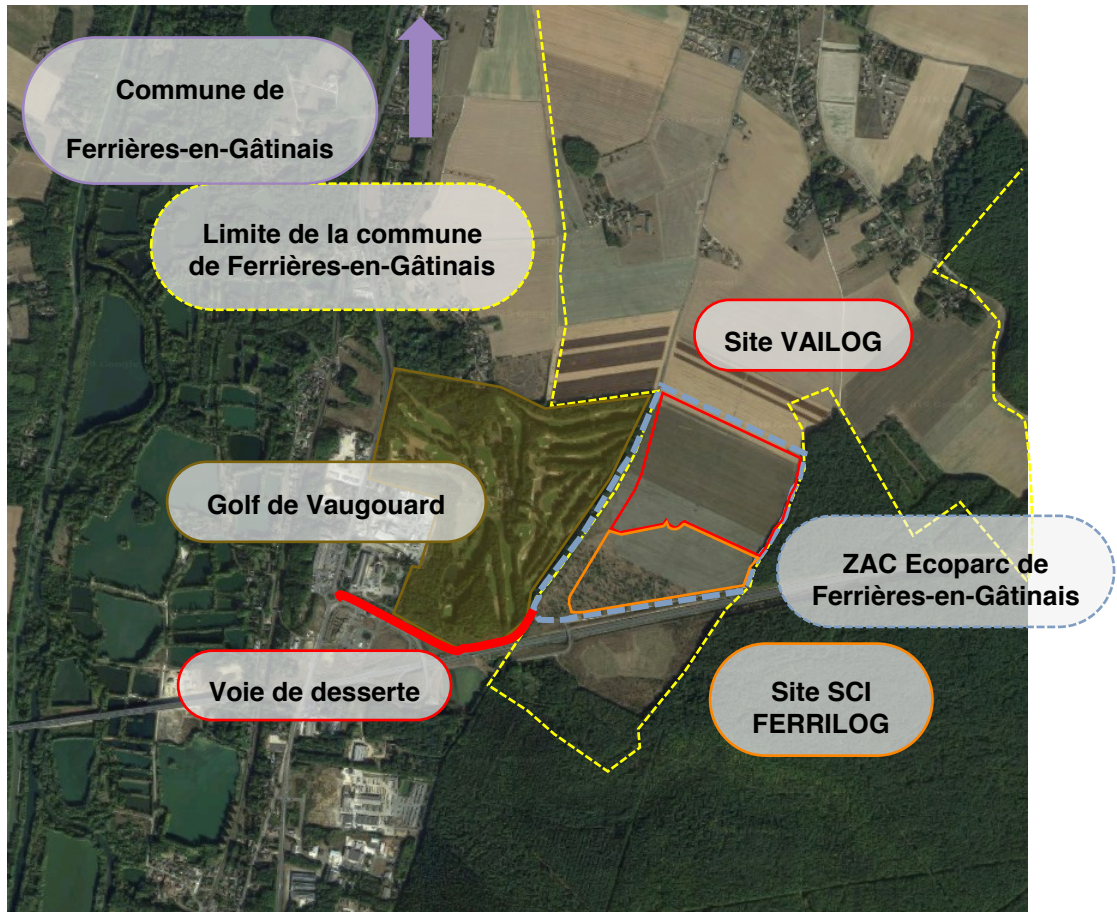 Commune de
Ferrières-en-Gâtinais
Limite de la commune
de Ferrières-en-Gâtinais
Site VAILOG
Golf de Vaugouard
ZAC Ecoparc de
Ferrières-en-Gâtinais
Voie de desserte
Site SCI
FERRILOG